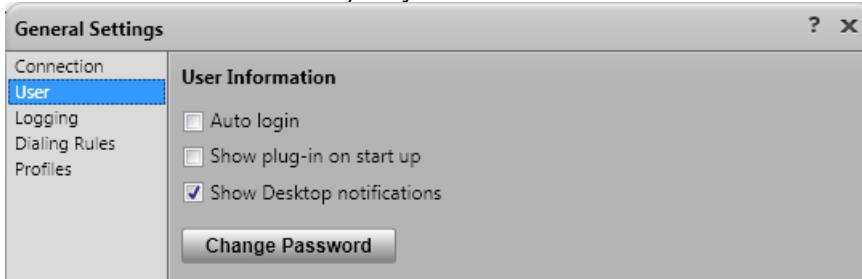 General Settings ? x
Connection
User
Logging
Dialing Rules
Profiles
User Information
Auto login
Show plug-in on start up
Show Desktop notifications
Change Password